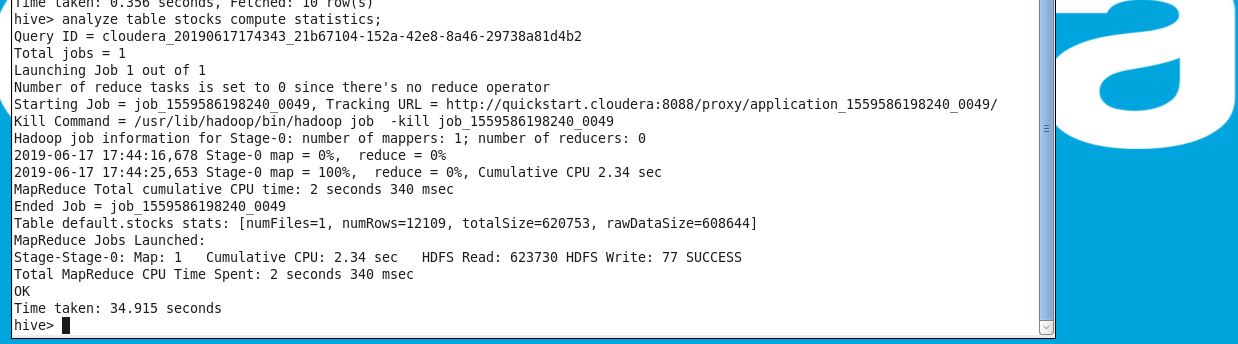 Time taken: 0.356 seconds, Fetched: 10 row(s)
hive> analyze table stocks compute statistics;
Query ID = cloudera_20190617174343_21b67104-152a-42e8-8a46-29738a81d4b2
Total jobs = 1
Launching Job 1 out of 1
Number of reduce tasks is set to 0 since there's no reduce operator
Starting Job = job_1559586198240_0049, Tracking URL = http://quickstart.cloudera:8088/proxy/application_1559586198240_0049/
Kill Command = /usr/lib/hadoop/bin/hadoop job  -kill job_1559586198240_0049
Hadoop job information for Stage-0: number of mappers: 1; number of reducers: 0
2019-06-17 17:44:16,678 Stage-0 map = 0%,  reduce = 0%
2019-06-17 17:44:25,653 Stage-0 map = 100%,  reduce = 0%, Cumulative CPU 2.34 sec
MapReduce Total cumulative CPU time: 2 seconds 340 msec
Ended Job = job_1559586198240_0049
Table default.stocks stats: [numFiles=1, numRows=12109, totalSize=620753, rawDataSize=608644]
MapReduce Jobs Launched:
Stage-Stage-0: Map: 1   Cumulative CPU: 2.34 sec   HDFS Read: 623730 HDFS Write: 77 SUCCESS
Total MapReduce CPU Time Spent: 2 seconds 340 msec
OK
Time taken: 34.915 seconds
hive>
a